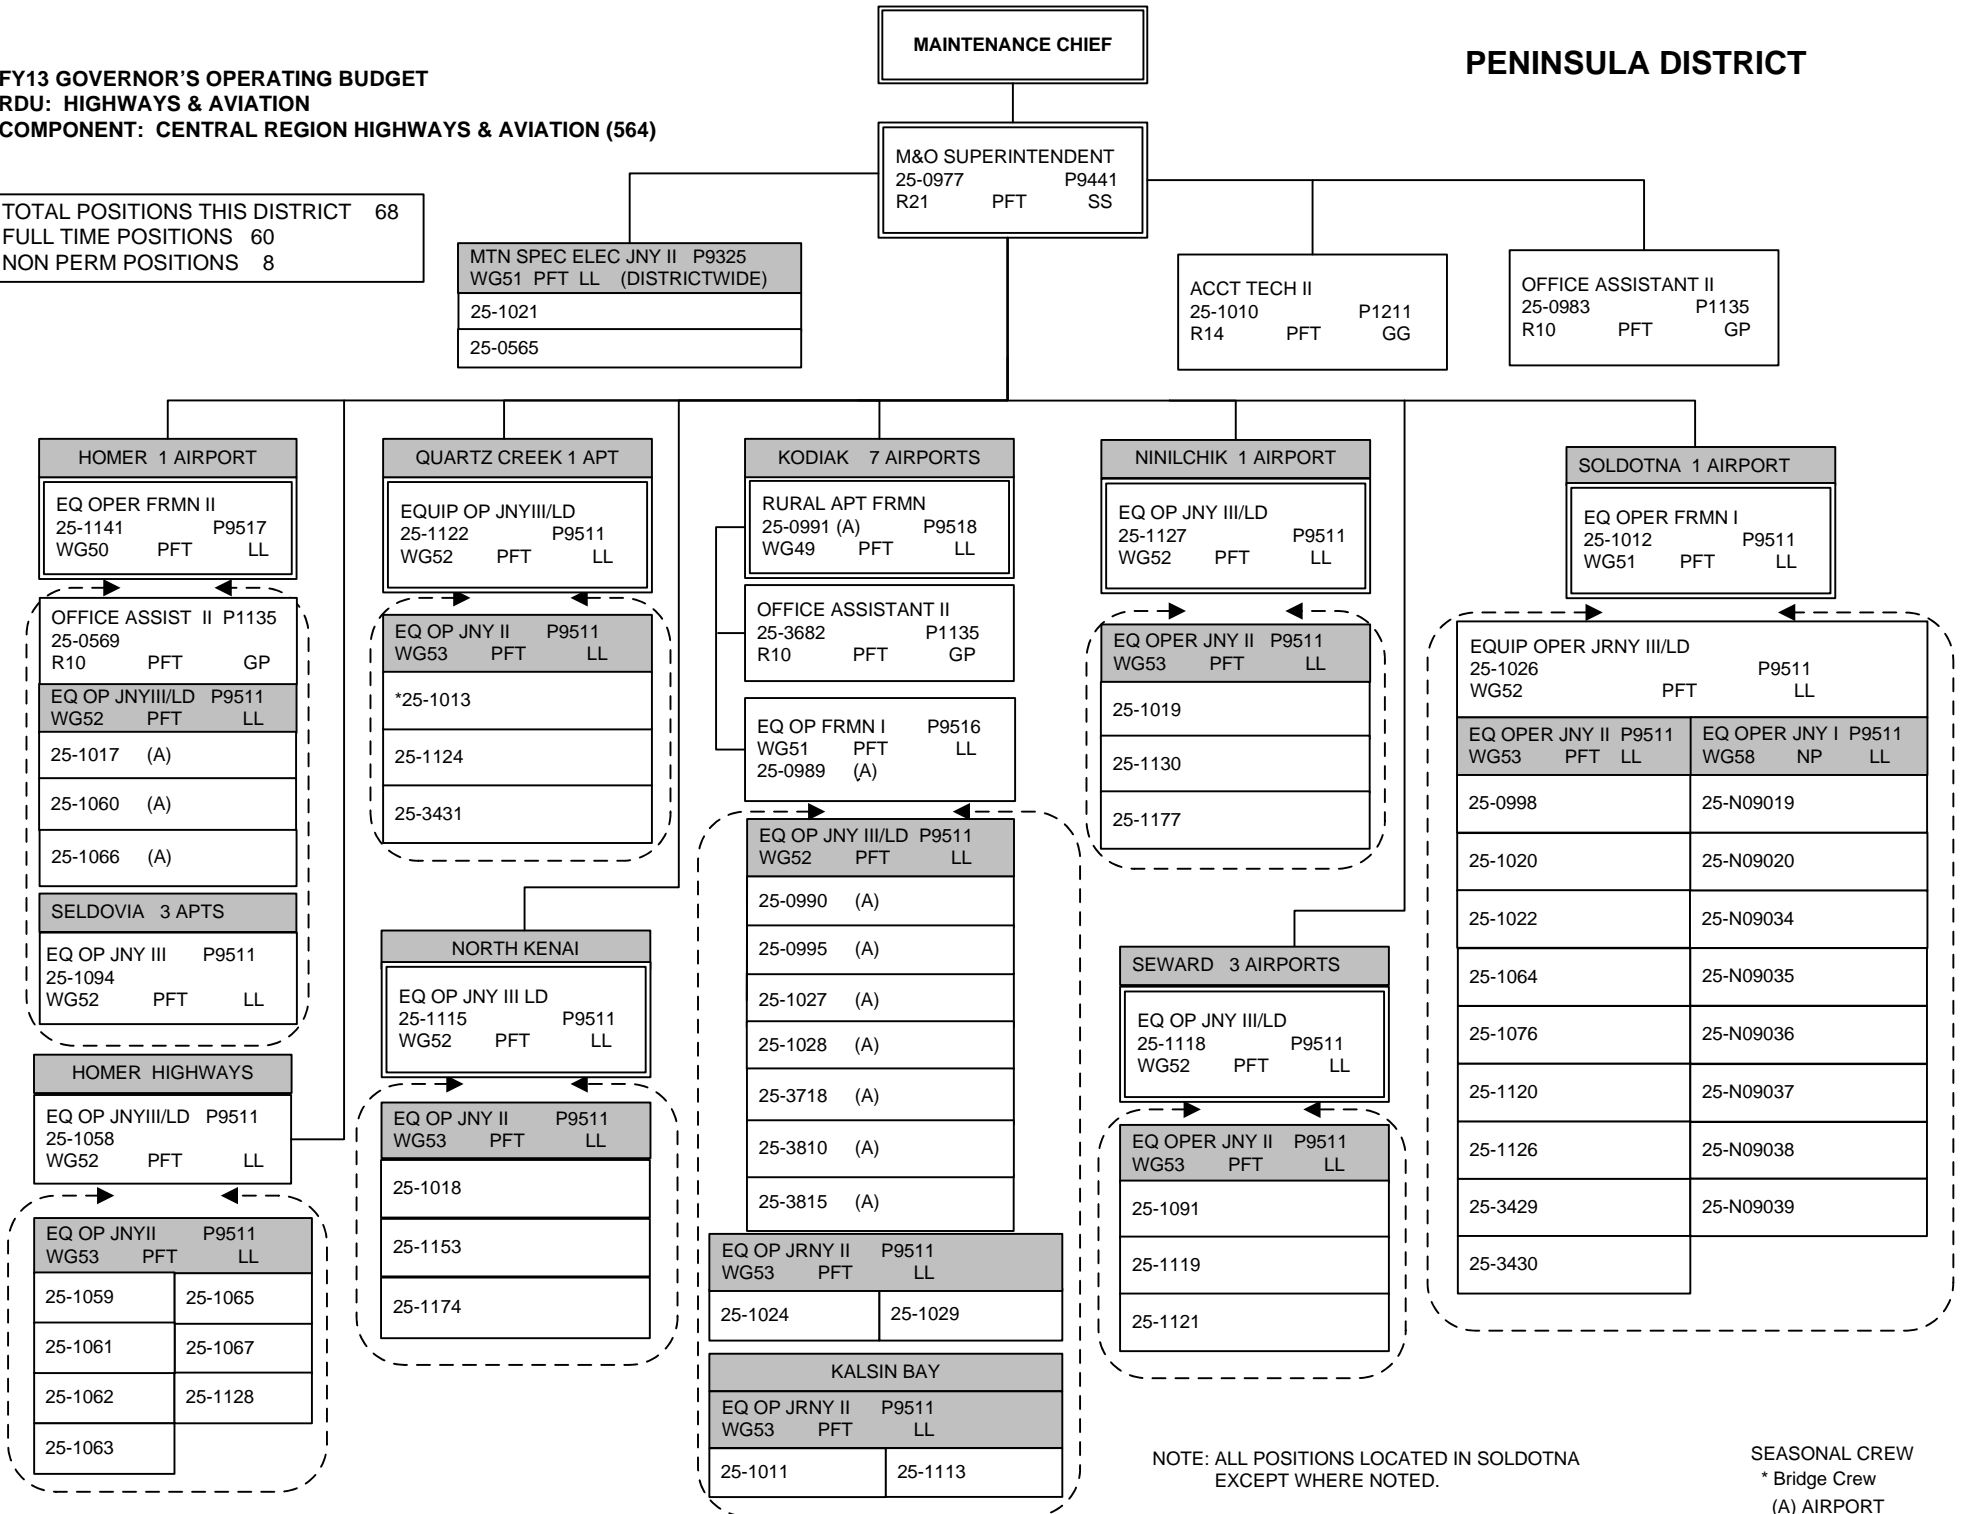 MAINTENANCE CHIEF
PENINSULA DISTRICT
FY13 GOVERNOR'S OPERATING BUDGET
RDU: HIGHWAYS & AVIATION
COMPONENT: CENTRAL REGION HIGHWAYS & AVIATION (564)
M&O SUPERINTENDENT
25-0977 P9441
R21 PFT SS
TOTAL POSITIONS THIS DISTRICT 68
FULL TIME POSITIONS 60
NON PERM POSITIONS 8
MTN SPEC ELEC JNY II P9325
WG51 PFT LL (DISTRICTWIDE)
25-1021
25-0565
ACCT TECH II
25-1010 P1211
R14 PFT GG
OFFICE ASSISTANT II
25-0983 P1135
R10 PFT GP
HOMER 1 AIRPORT
EQ OPER FRMN II
25-1141 P9517
WG50 PFT LL
OFFICE ASSIST II P1135
25-0569
R10 PFT GP
EQ OP JNYIII/LD P9511
WG52 PFT LL
25-1017 (A)
25-1060 (A)
25-1066 (A)
SELDOVIA 3 APTS
EQ OP JNY III P9511
25-1094
WG52 PFT LL
HOMER HIGHWAYS
EQ OP JNYIII/LD P9511
25-1058
WG52 PFT LL
EQ OP JNYII P9511
WG53 PFT LL
25-1059 25-1065
25-1061 25-1067
25-1062 25-1128
25-1063
QUARTZ CREEK 1 APT
EQUIP OP JNYIII/LD
25-1122 P9511
WG52 PFT LL
EQ OP JNY II P9511
WG53 PFT LL
*25-1013
25-1124
25-3431
NORTH KENAI
EQ OP JNY III LD
25-1115 P9511
WG52 PFT LL
EQ OP JNY II P9511
WG53 PFT LL
25-1018
25-1153
25-1174
KODIAK 7 AIRPORTS
RURAL APT FRMN
25-0991 (A) P9518
WG49 PFT LL
OFFICE ASSISTANT II
25-3682 P1135
R10 PFT GP
EQ OP FRMN I P9516
WG51 PFT LL
25-0989 (A)
EQ OP JNY III/LD P9511
WG52 PFT LL
25-0990 (A)
25-0995 (A)
25-1027 (A)
25-1028 (A)
25-3718 (A)
25-3810 (A)
25-3815 (A)
EQ OP JRNY II P9511
WG53 PFT LL
25-1024 25-1029
KALSIN BAY
EQ OP JRNY II P9511
WG53 PFT LL
25-1011 25-1113
NINILCHIK 1 AIRPORT
EQ OP JNY III/LD
25-1127 P9511
WG52 PFT LL
EQ OPER JNY II P9511
WG53 PFT LL
25-1019
25-1130
25-1177
SEWARD 3 AIRPORTS
EQ OP JNY III/LD
25-1118 P9511
WG52 PFT LL
EQ OPER JNY II P9511
WG53 PFT LL
25-1091
25-1119
25-1121
SOLDOTNA 1 AIRPORT
EQ OPER FRMN I
25-1012 P9511
WG51 PFT LL
EQUIP OPER JRNY III/LD
25-1026 P9511
WG52 PFT LL
EQ OPER JNY II P9511 EQ OPER JNY I P9511
WG53 PFT LL WG58 NP LL
25-0998 25-N09019
25-1020 25-N09020
25-1022 25-N09034
25-1064 25-N09035
25-1076 25-N09036
25-1120 25-N09037
25-1126 25-N09038
25-3429 25-N09039
25-3430
NOTE: ALL POSITIONS LOCATED IN SOLDOTNA
EXCEPT WHERE NOTED.
SEASONAL CREW
* Bridge Crew
(A) AIRPORT